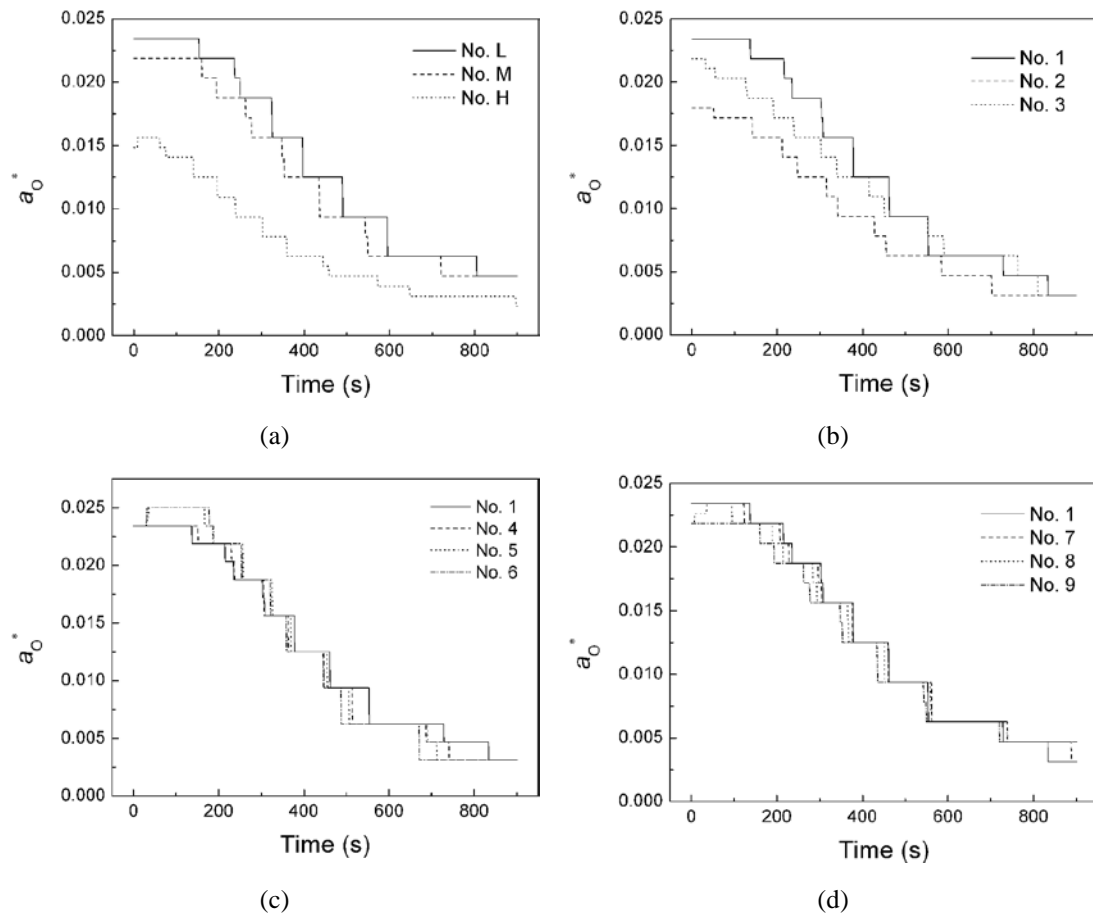 0.025
0.020
0.015
0.010
0.005
0.000
a_O^*
0 200 400 600 800
Time (s)
No. L
No. M
No. H
(a)
0.025
0.020
0.015
0.010
0.005
0.000
a_O^*
0 200 400 600 800
Time (s)
No. 1
No. 2
No. 3
(b)
0.025
0.020
0.015
0.010
0.005
0.000
a_O^*
0 200 400 600 800
Time (s)
No. 1
No. 4
No. 5
No. 6
(c)
0.025
0.020
0.015
0.010
0.005
0.000
a_O^*
0 200 400 600 800
Time (s)
No. 1
No. 7
No. 8
No. 9
(d)